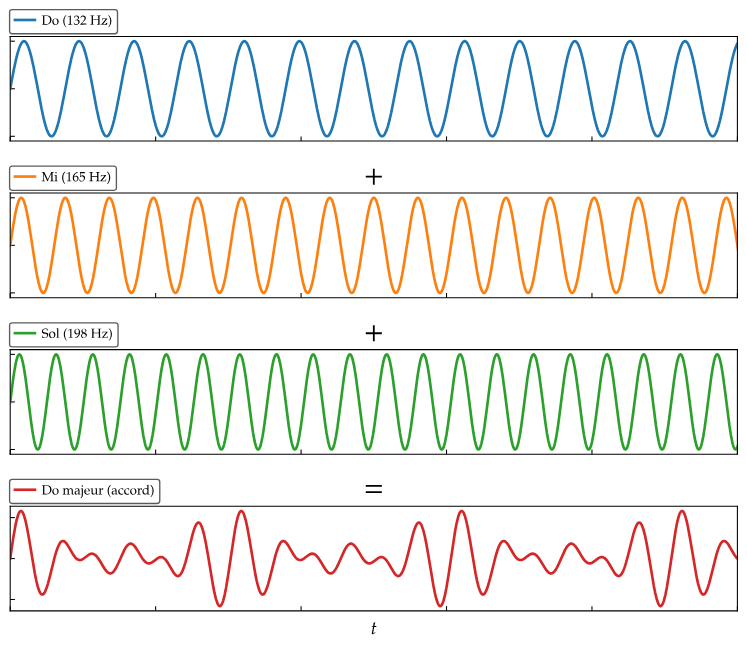 Do (132 Hz)
+
Mi (165 Hz)
+
Sol (198 Hz)
=
Do majeur (accord)
t